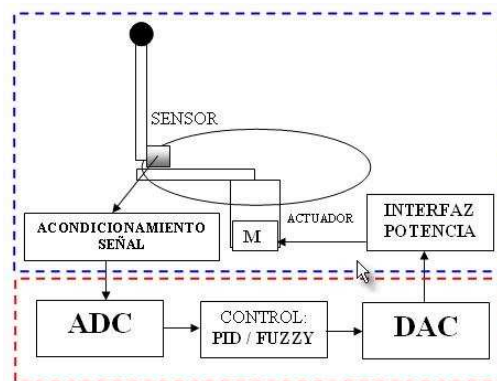 SENSOR
ACONDICIONAMIENTO
SEÑAL
M
ACTUADOR
INTERFAZ
POTENCIA
ADC
CONTROL:
PID / FUZZY
DAC